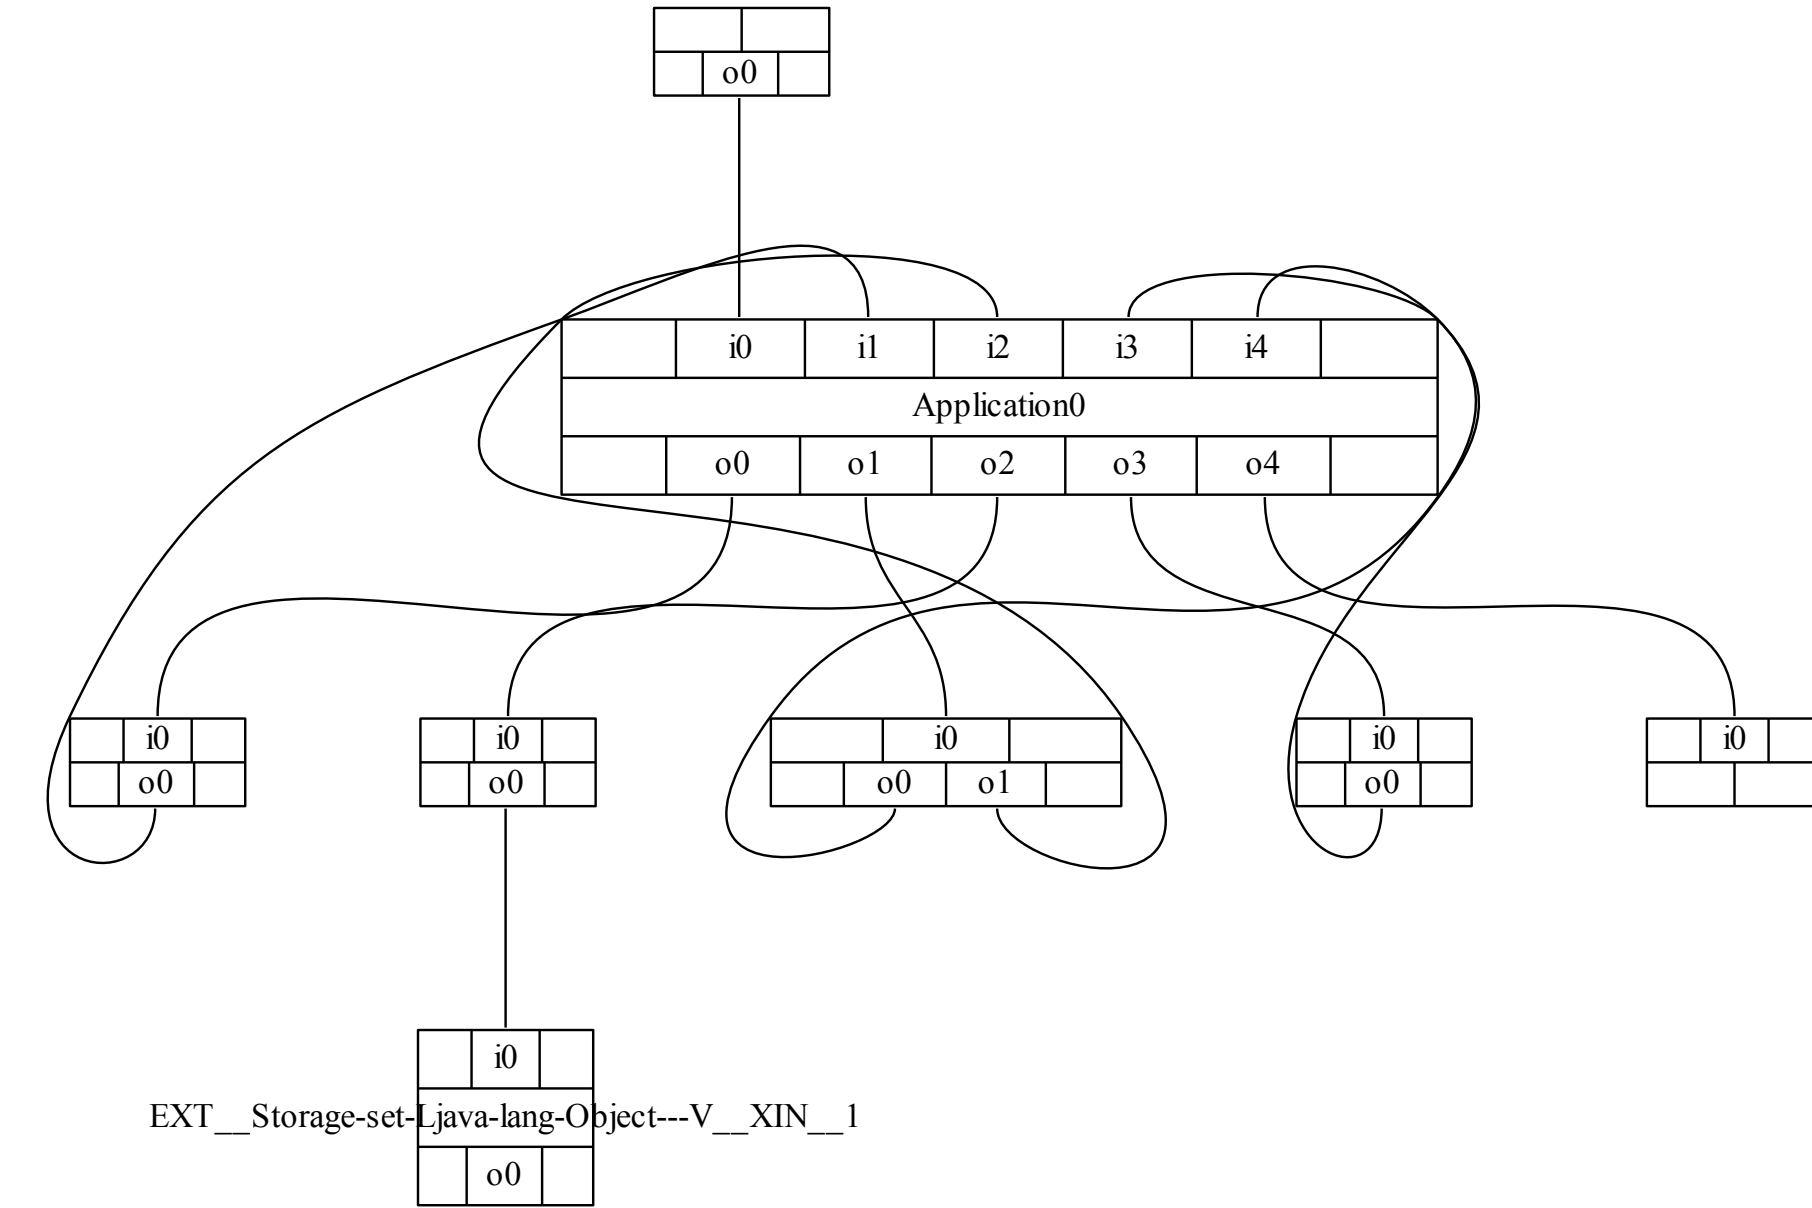 o0
i0 i1 i2 i3 i4
Application0
o0 o1 o2 o3 o4
i0 i0 i0 i0 i0
o0 o0 o0 o1 o0
i0
EXT__Storage-set-Ljava-lang-Object---V__XIN__1
o0